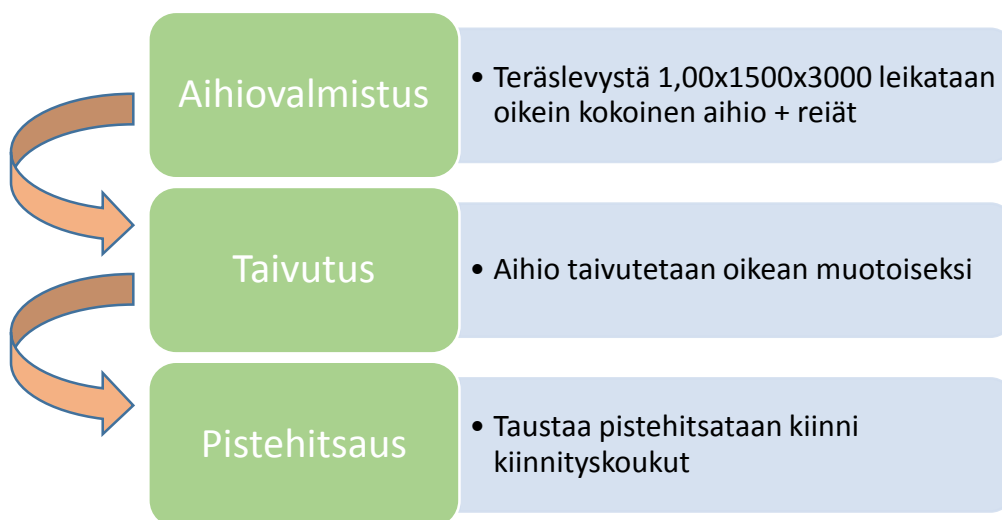 Aihiovalmistus
• Teräslevystä 1,00x1500x3000 leikataan
oikein kokoinen aihio + reiät
Taivutus
• Aihio taivutetaan oikean muotoiseksi
Pistehitsaus
• Taustaa pistehitsataan kiinni
kiinnityskoukut